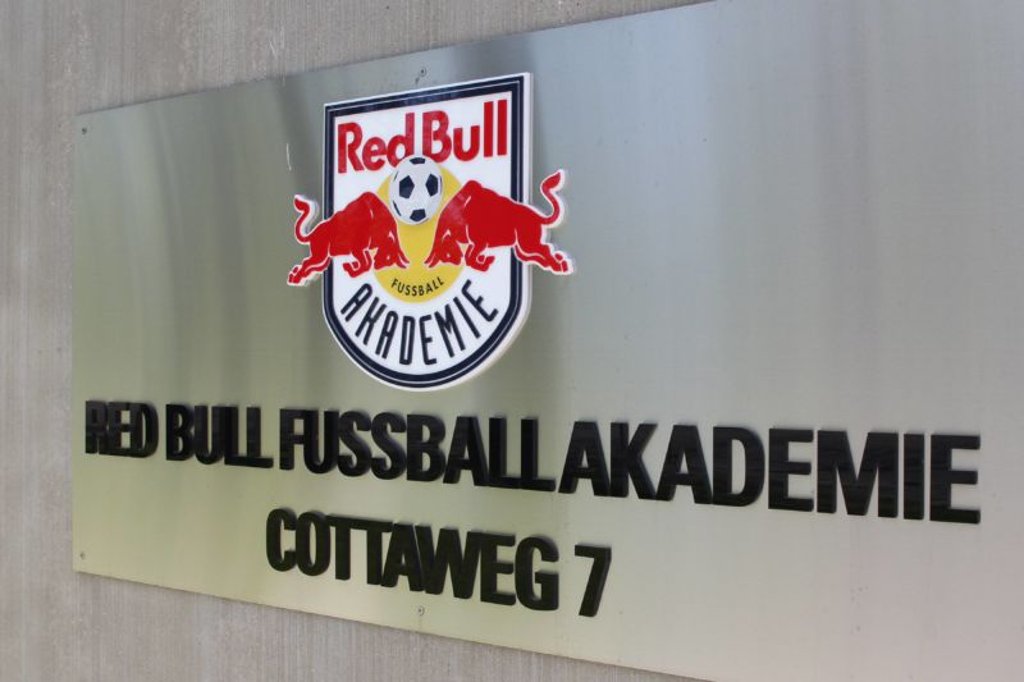 Red Bull
FUSSBALL
AKADEMIE
RED BULL FUSSBALL AKADEMIE
COTTAWEG 7